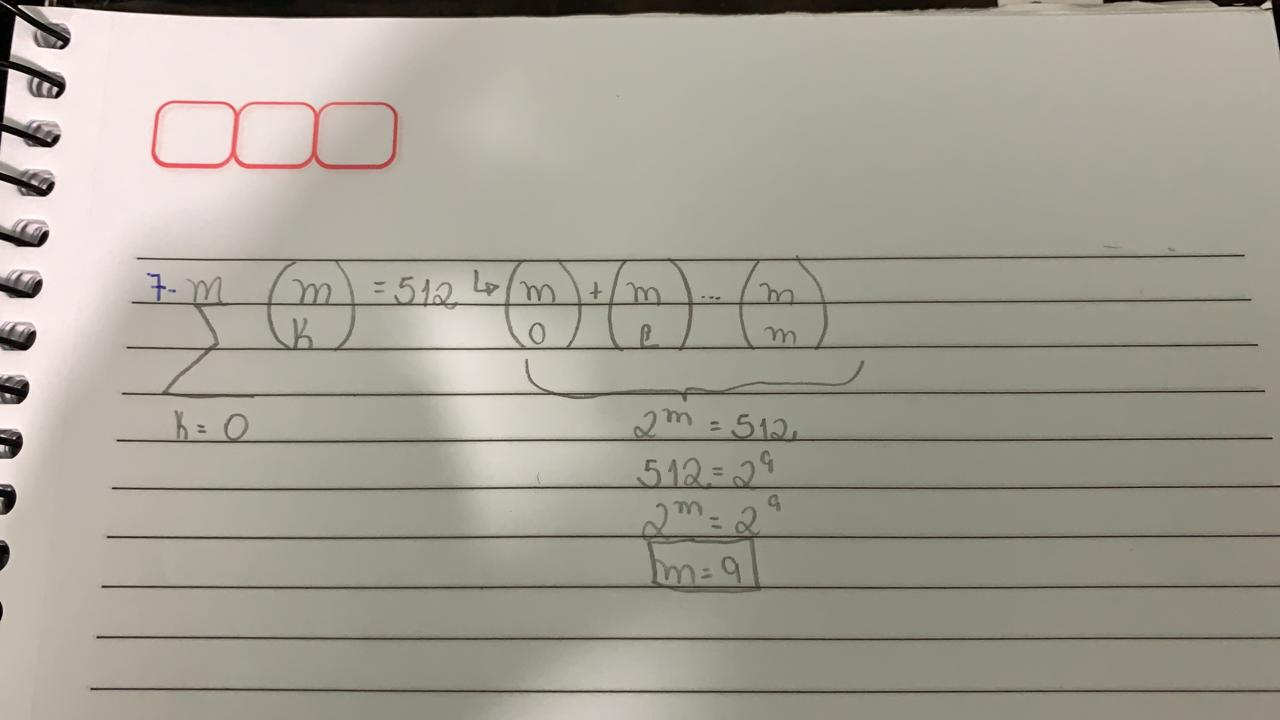 7- m ∑ k=0 (m K) = 512 ↳ (m 0) + (m 1) ... (m m)
2^m = 512,
512 = 2^9
2^m = 2^9
m = 9